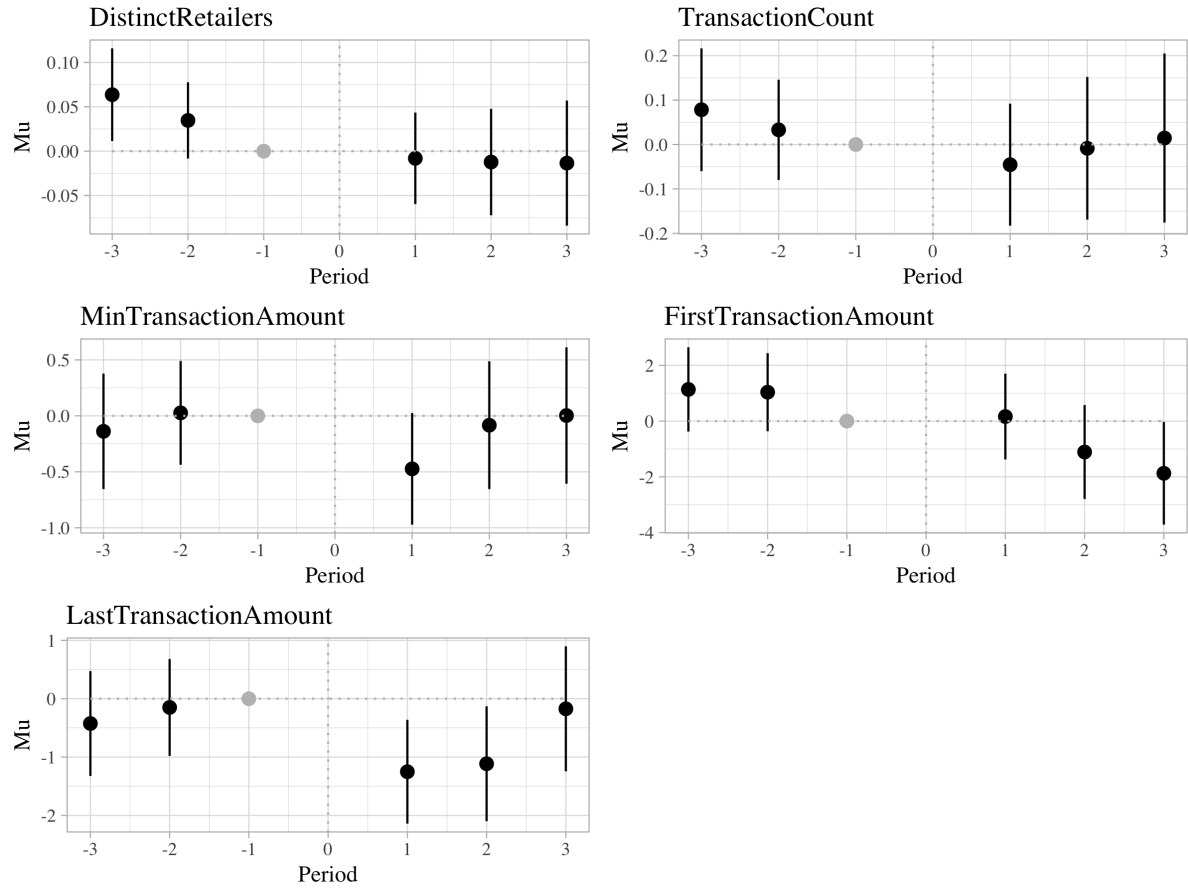 DistinctRetailers
0.10
0.05
0.00
-0.05
Mu
-3 -2 -1 0 1 2 3
Period
TransactionCount
0.2
0.1
0.0
-0.1
-0.2
Mu
-3 -2 -1 0 1 2 3
Period
MinTransactionAmount
0.5
0.0
-0.5
-1.0
Mu
-3 -2 -1 0 1 2 3
Period
FirstTransactionAmount
2
0
-2
-4
Mu
-3 -2 -1 0 1 2 3
Period
LastTransactionAmount
1
0
-1
-2
Mu
-3 -2 -1 0 1 2 3
Period